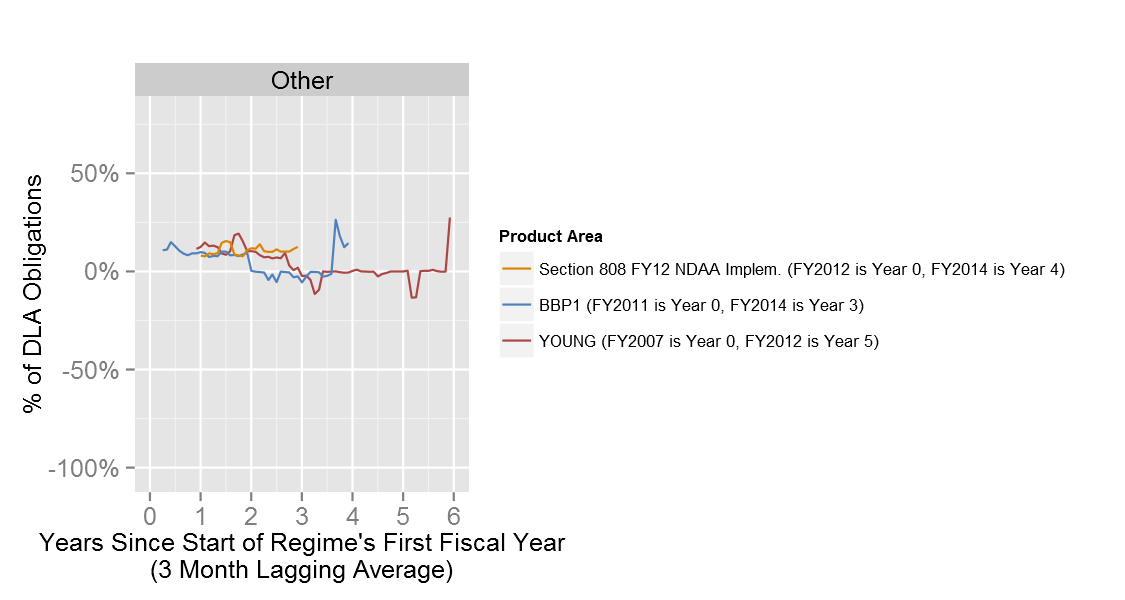 Other
% of DLA Obligations
50%
0%
-50%
-100%
0 1 2 3 4 5 6
Years Since Start of Regime's First Fiscal Year
(3 Month Lagging Average)
Product Area
Section 808 FY12 NDAA Implem. (FY2012 is Year 0, FY2014 is Year 4)
BBP1 (FY2011 is Year 0, FY2014 is Year 3)
YOUNG (FY2007 is Year 0, FY2012 is Year 5)